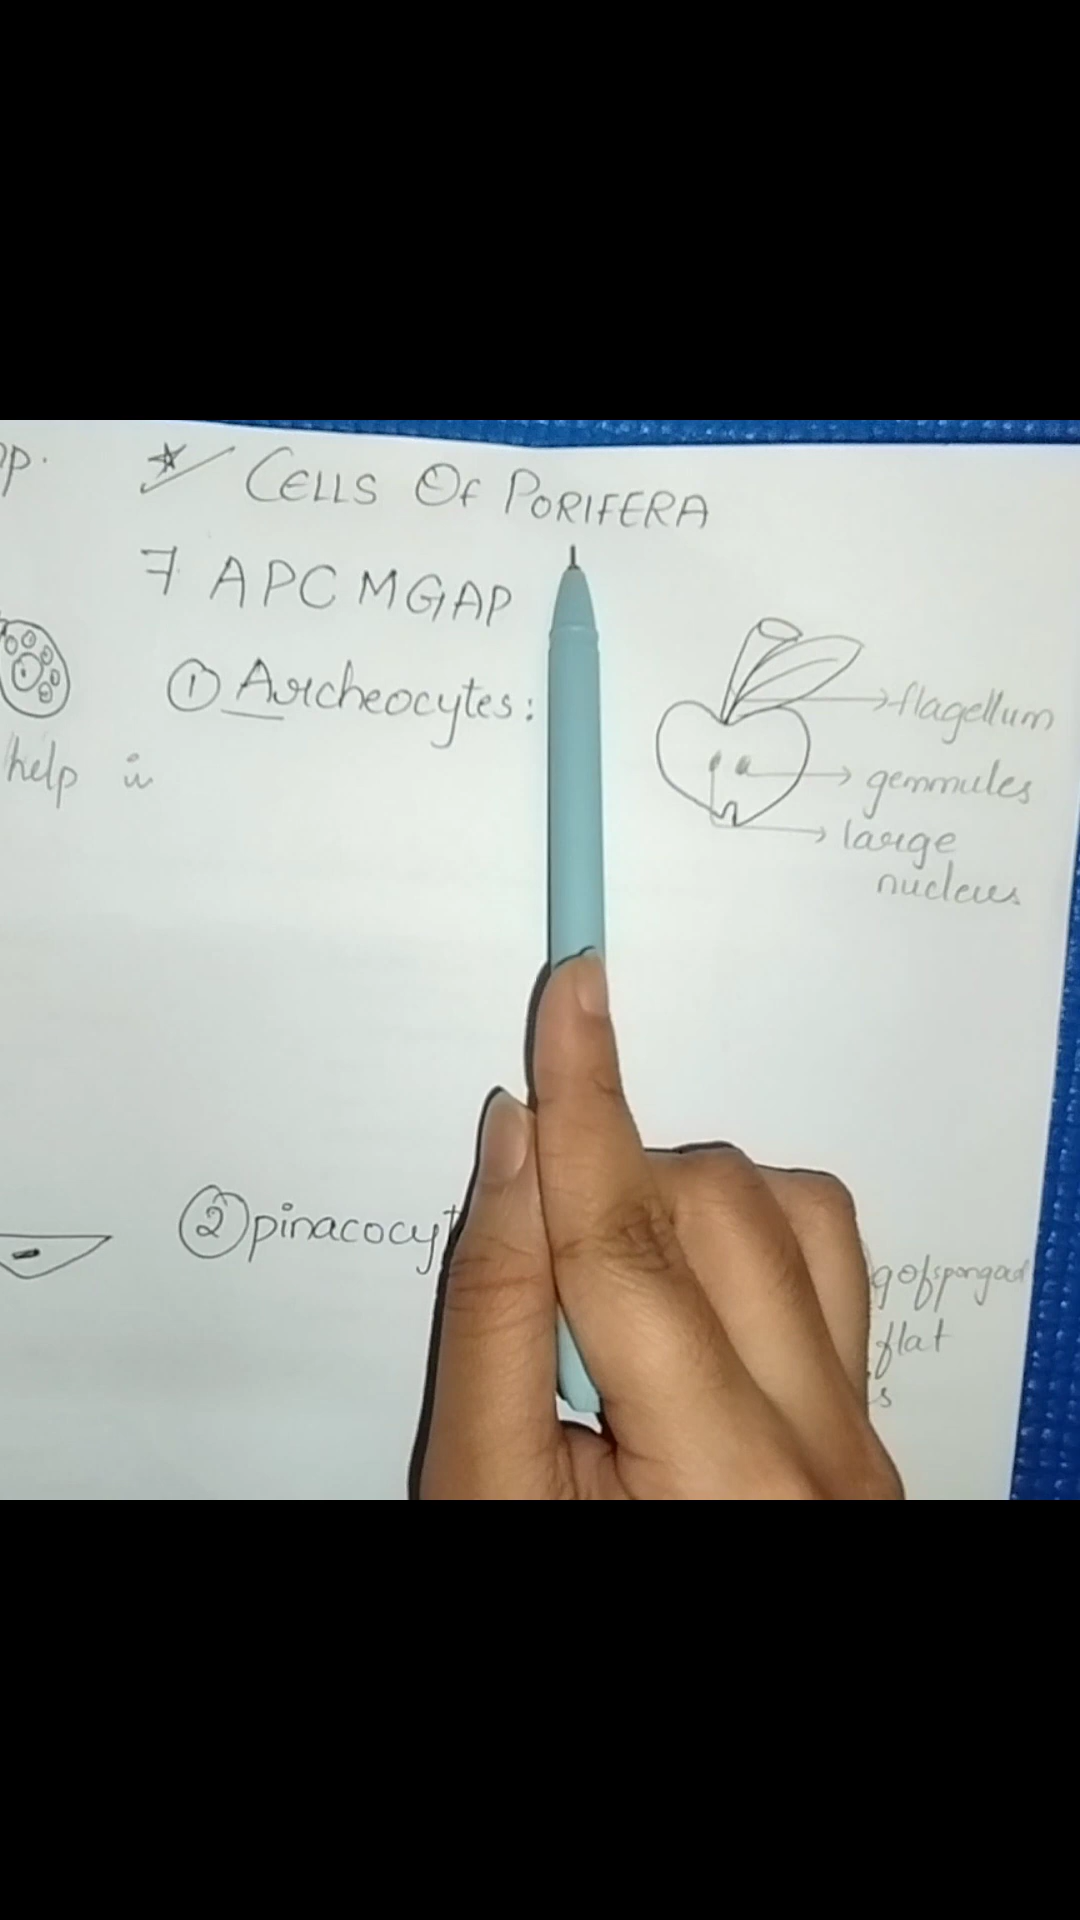 CELLS OF PORIFERA
7 APCMGAP
① Archeocytes:
flagellum
gemmules
large
nucleus
help in
② pinacocyt
flat